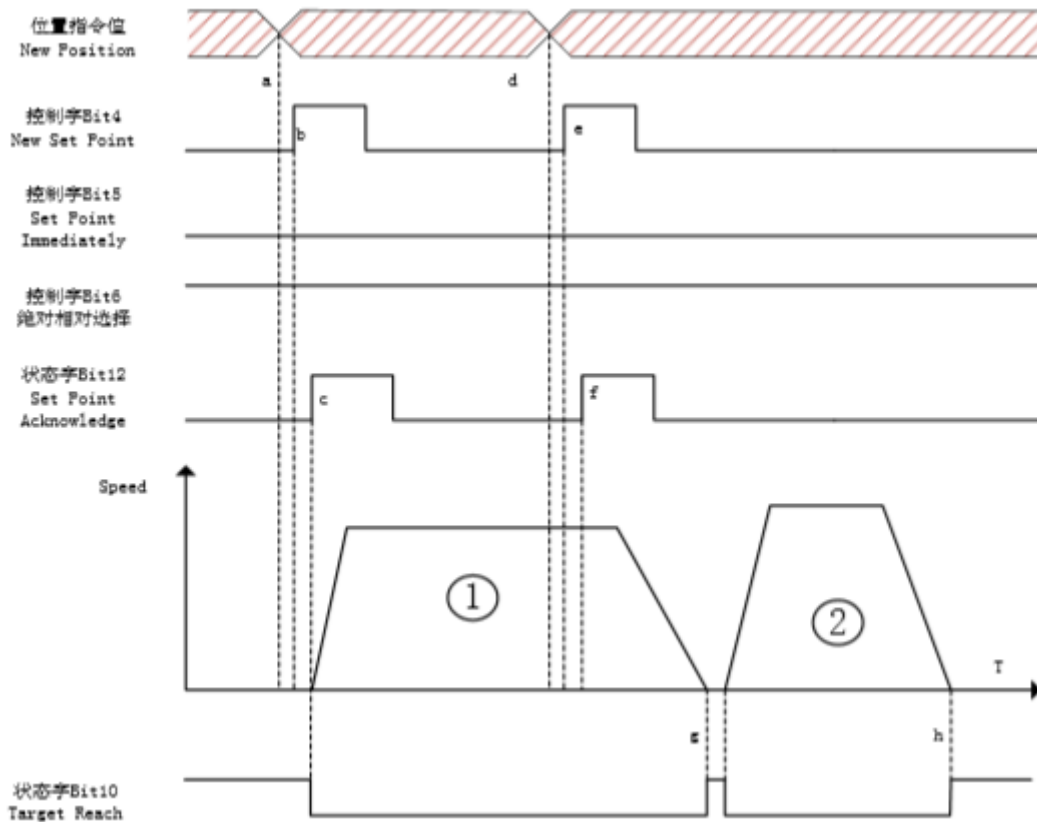 位置指令值
New Position
a
d
控制字Bit4
New Set Point
b
e
控制字Bit5
Set Point
Immediately
控制字Bit6
绝对相对选择
状态字Bit12
Set Point
Acknowledge
c
f
Speed
①
②
T
g
h
状态字Bit10
Target Reach